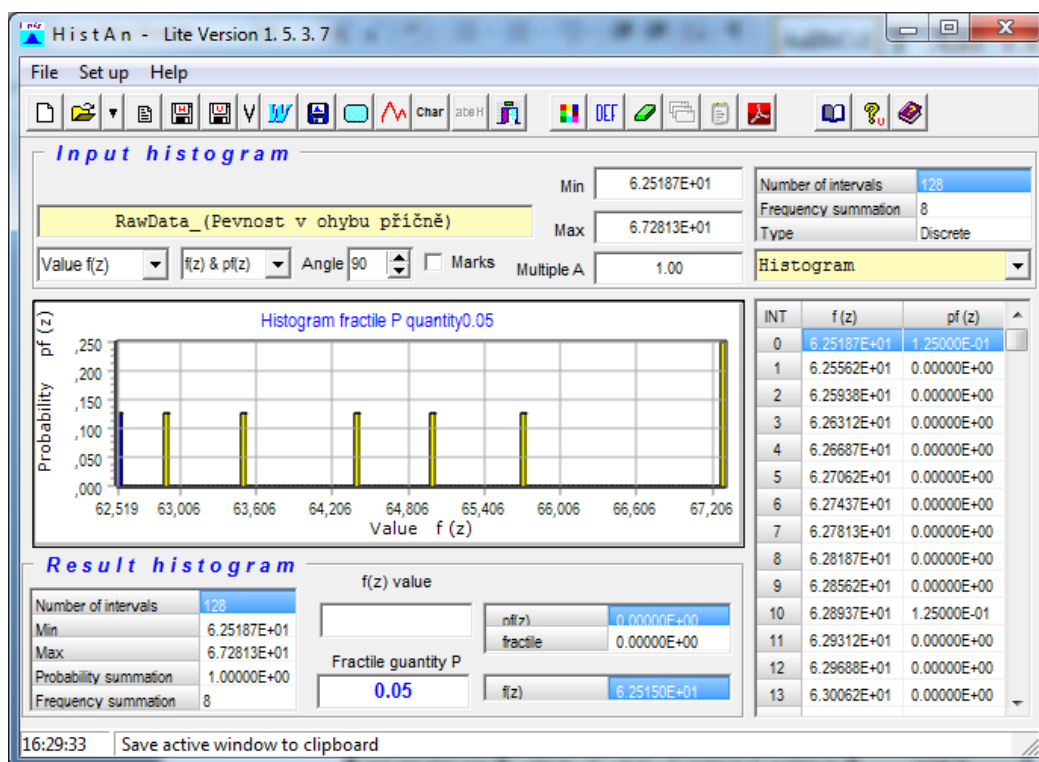 HistAn - Lite Version 1. 5. 3. 7
File Set up Help
V W Char abcH DEF
Input histogram
RawData_(Pevnost v ohybu příčně)
Min 6.25187E+01
Max 6.72813E+01
Multiple A 1.00
Number of intervals 128
Frequency summation 8
Type Discrete
Value f(z) f(z) & pf(z) Angle 90 Marks
Histogram
Histogram fractile P quantity0.05
Probability pf (z)
,250
,200
,150
,100
,050
,000
62,519 63,006 63,606 64,206 64,806 65,406 66,006 66,606 67,206
Value f (z)
INT f (z) pf (z)
0 6.25187E+01 1.25000E-01
1 6.25562E+01 0.00000E+00
2 6.25938E+01 0.00000E+00
3 6.26312E+01 0.00000E+00
4 6.26687E+01 0.00000E+00
5 6.27062E+01 0.00000E+00
6 6.27437E+01 0.00000E+00
7 6.27813E+01 0.00000E+00
8 6.28187E+01 0.00000E+00
9 6.28562E+01 0.00000E+00
10 6.28937E+01 1.25000E-01
11 6.29312E+01 0.00000E+00
12 6.29688E+01 0.00000E+00
13 6.30062E+01 0.00000E+00
Result histogram
Number of intervals 128
Min 6.25187E+01
Max 6.72813E+01
Probability summation 1.00000E+00
Frequency summation 8
f(z) value
pf(z) 0.00000E+00
fractile 0.00000E+00
Fractile guantity P
0.05
f(z) 6.25150E+01
16:29:33 Save active window to clipboard